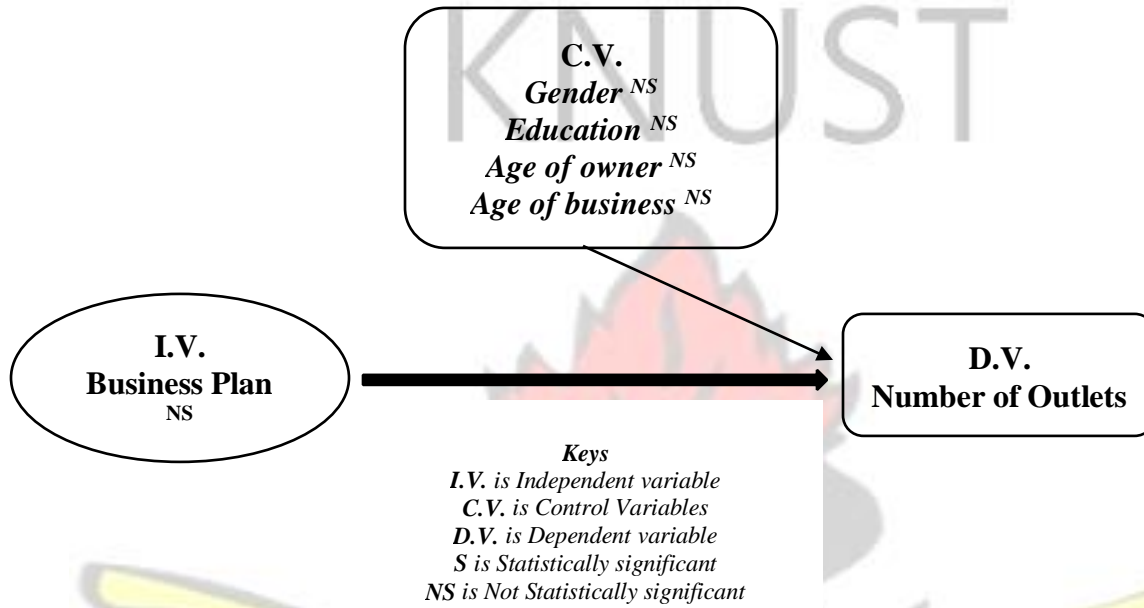 KNUST
C.V.
Gender NS
Education NS
Age of owner NS
Age of business NS
I.V.
Business Plan
NS
D.V.
Number of Outlets
Keys
I.V. is Independent variable
C.V. is Control Variables
D.V. is Dependent variable
S is Statistically significant
NS is Not Statistically significant